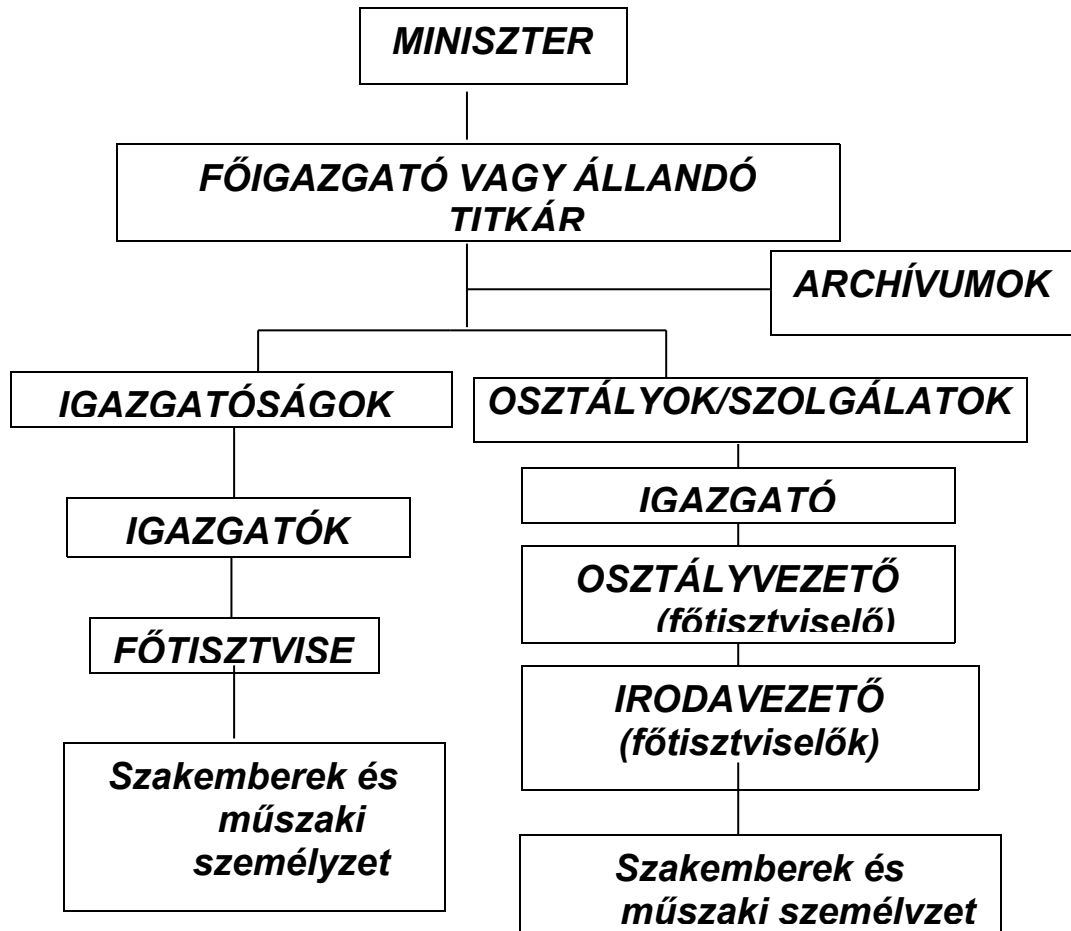 MINISZTER
FŐIGAZGATÓ VAGY ÁLLANDÓ
TITKÁR
ARCHÍVUMOK
IGAZGATÓSÁGOK
OSZTÁLYOK/SZOLGÁLATOK
IGAZGATÓK
IGAZGATÓ
OSZTÁLYVEZETŐ
(főtisztviselő)
FŐTISZTVISE
IRODAVEZETŐ
(főtisztviselők)
Szakemberek és
műszaki
személyzet
Szakemberek és
műszaki személyzet